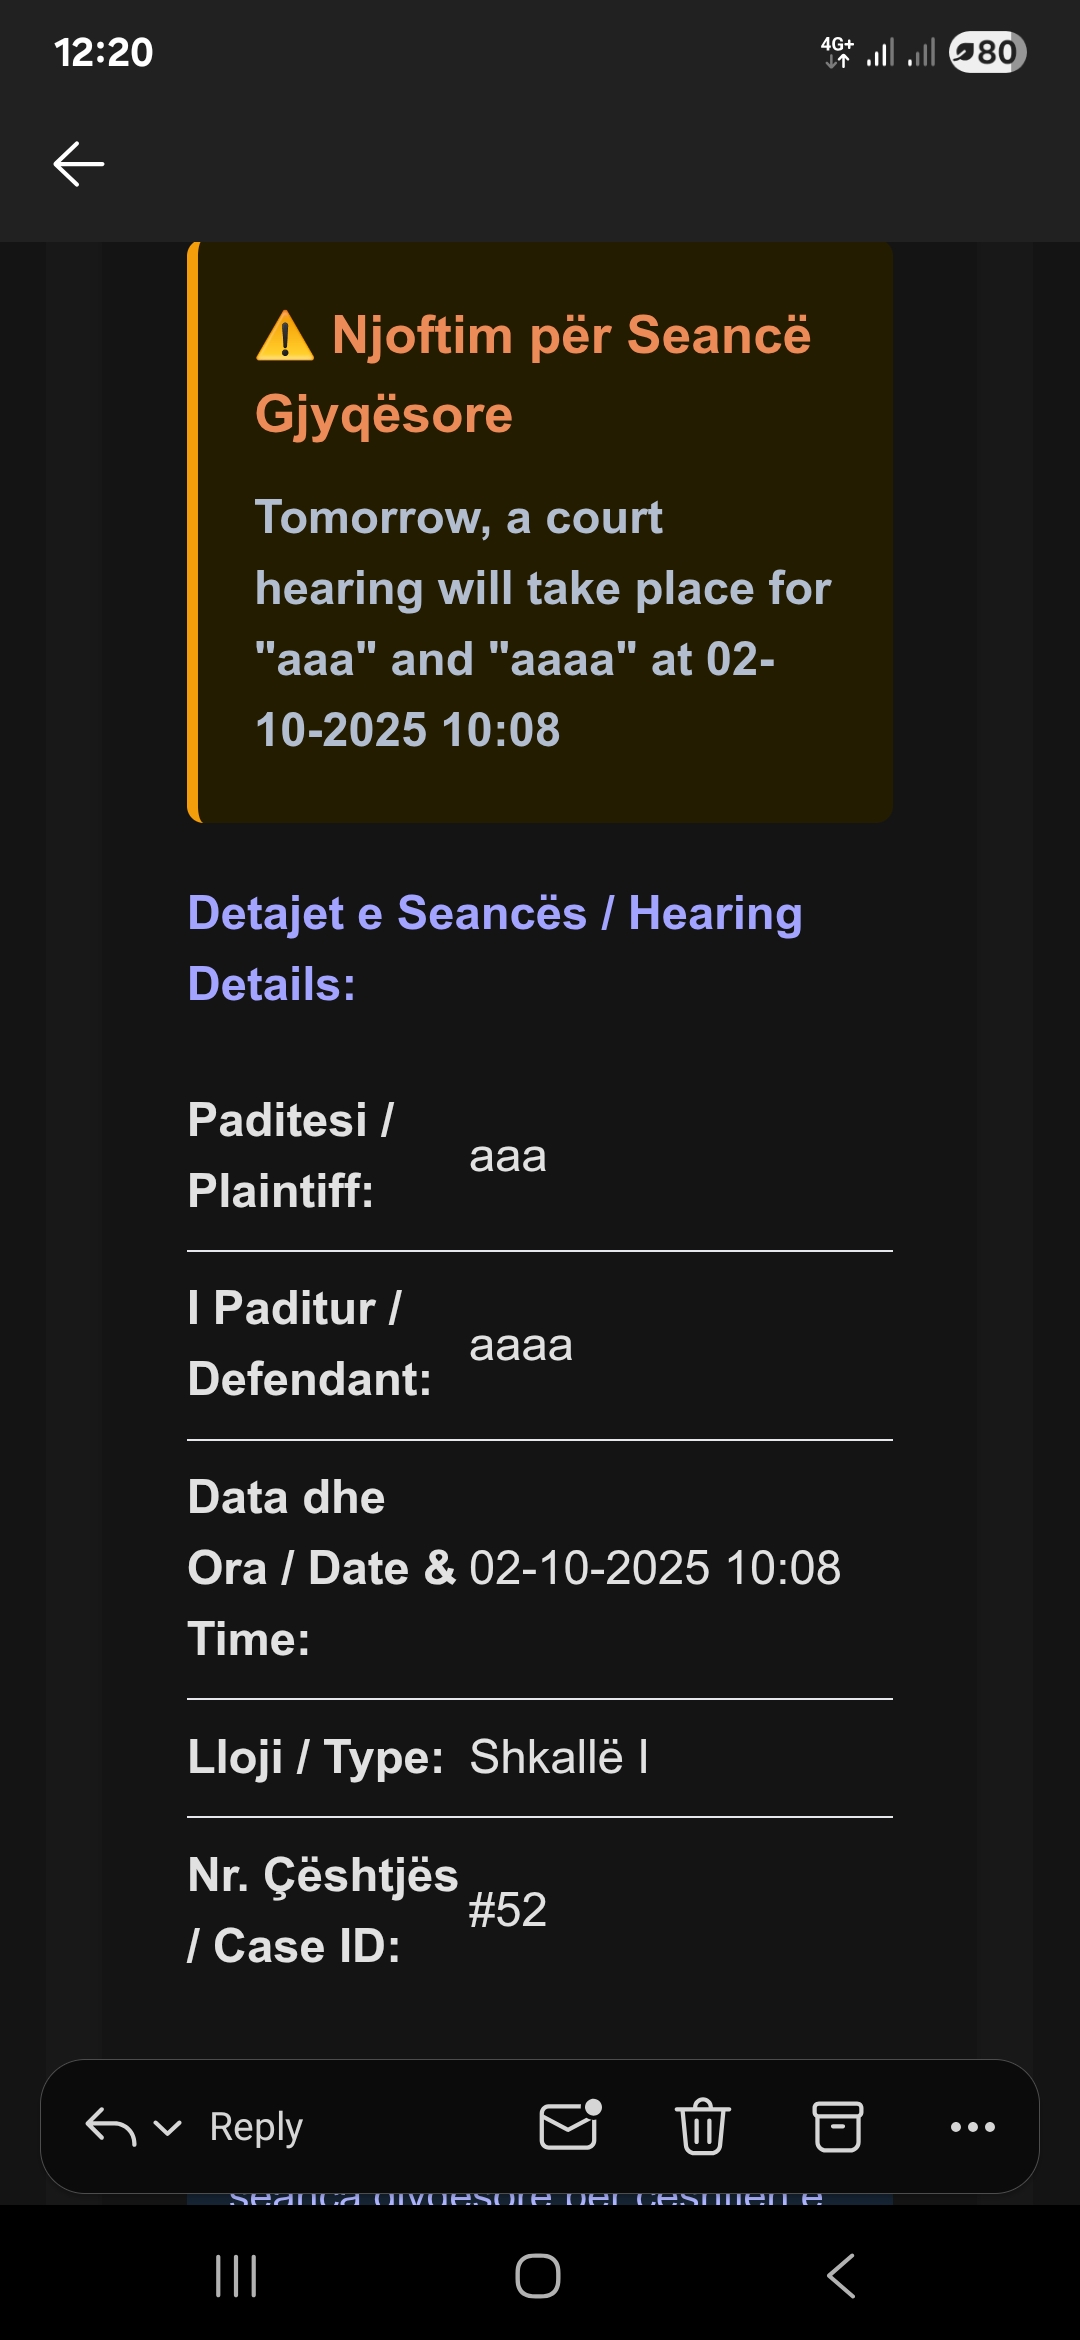 12:20
4G+
80
⚠️ Njoftim për Seancë
Gjyqësore
Tomorrow, a court
hearing will take place for
"aaa" and "aaaa" at 02-
10-2025 10:08
Detajet e Seancës / Hearing
Details:
Paditesi /
Plaintiff:
aaa
I Paditur /
Defendant:
aaaa
Data dhe
Ora / Date &
Time:
02-10-2025 10:08
Lloji / Type: Shkallë I
Nr. Çështjës
/ Case ID:
#52
Reply